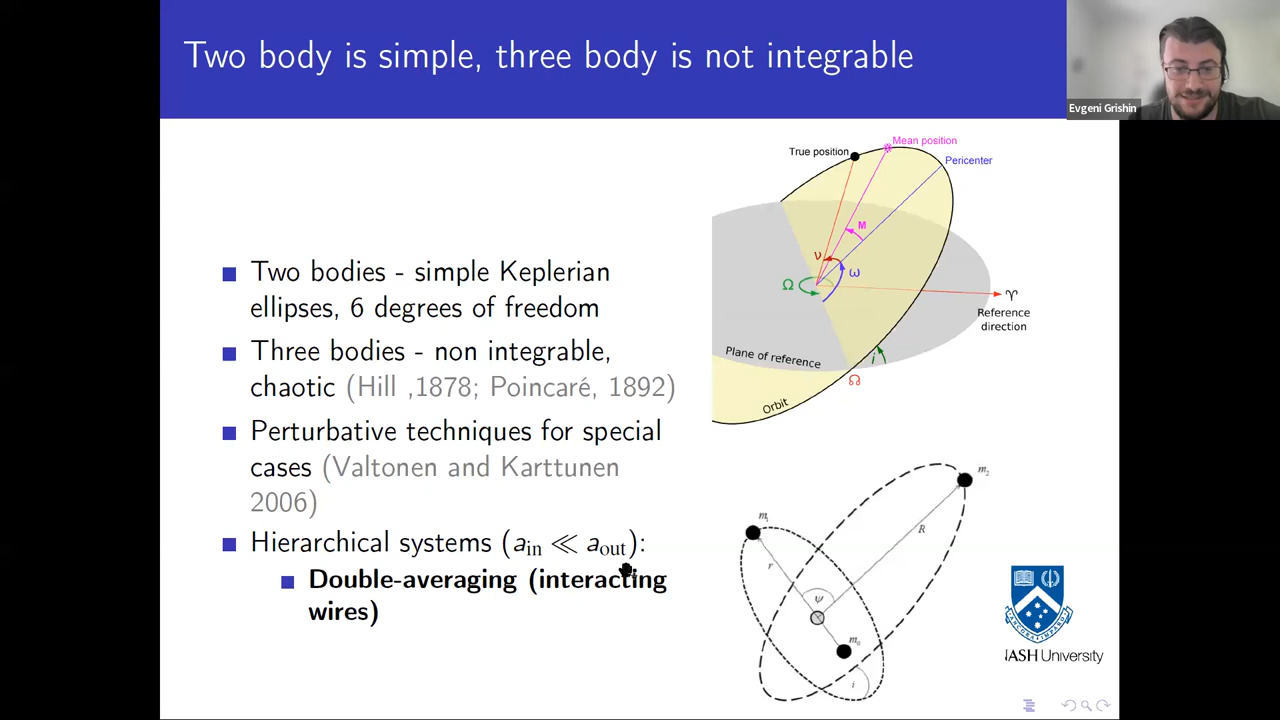 Two body is simple, three body is not integrable
Evgeni Grishin
Two bodies - simple Keplerian
ellipses, 6 degrees of freedom
Three bodies - non integrable,
chaotic (Hill ,1878; Poincaré, 1892)
Perturbative techniques for special
cases (Valtonen and Karttunen
2006)
Hierarchical systems (a_in ≪ a_out):
Double-averaging (interacting
wires)
True position
Mean position
Pericenter
M
ν
ω
Ω
♈
Reference
direction
Plane of reference
i
☊
Orbit
m₂
m₁
R
r
ψ
m₀
i
NASH University